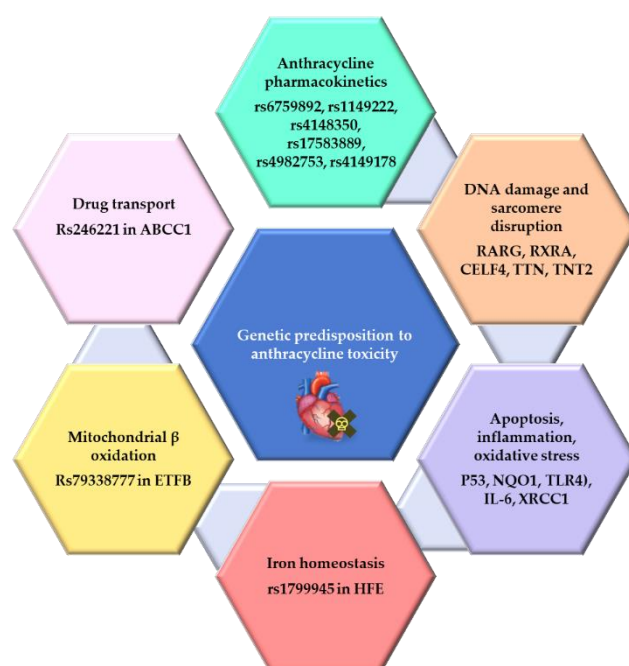 Anthracycline
pharmacokinetics
rs6759892, rs1149222,
rs4148350,
rs17583889,
rs4982753, rs4149178
DNA damage and
sarcomere
disruption
RARG, RXRA,
CELF4, TTN, TNT2
Apoptosis,
inflammation,
oxidative stress
P53, NQO1, TLR4),
IL-6, XRCC1
Iron homeostasis
rs1799945 in HFE
Mitochondrial β
oxidation
Rs79338777 in ETFB
Drug transport
Rs246221 in ABCC1
Genetic predisposition to
anthracycline toxicity